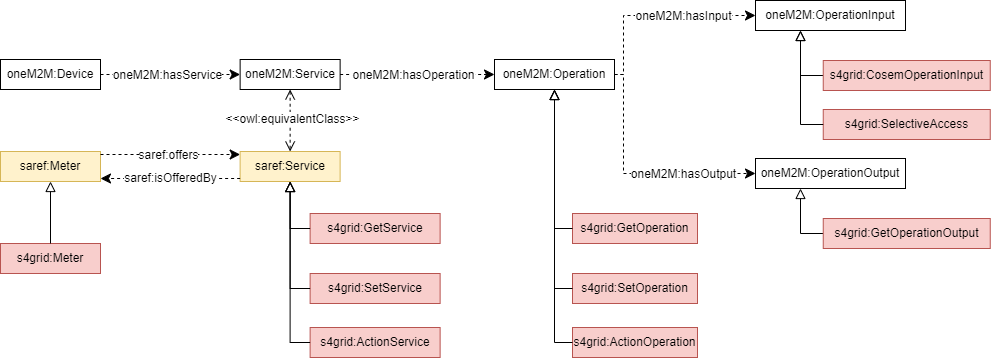 oneM2M:hasInput
oneM2M:OperationInput
oneM2M:Device
oneM2M:hasService
oneM2M:Service
oneM2M:hasOperation
oneM2M:Operation
s4grid:CosemOperationInput
<<owl:equivalentClass>>
s4grid:SelectiveAccess
saref:Meter
saref:offers
saref:isOfferedBy
saref:Service
oneM2M:hasOutput
oneM2M:OperationOutput
s4grid:GetService
s4grid:GetOperation
s4grid:GetOperationOutput
s4grid:Meter
s4grid:SetService
s4grid:SetOperation
s4grid:ActionService
s4grid:ActionOperation